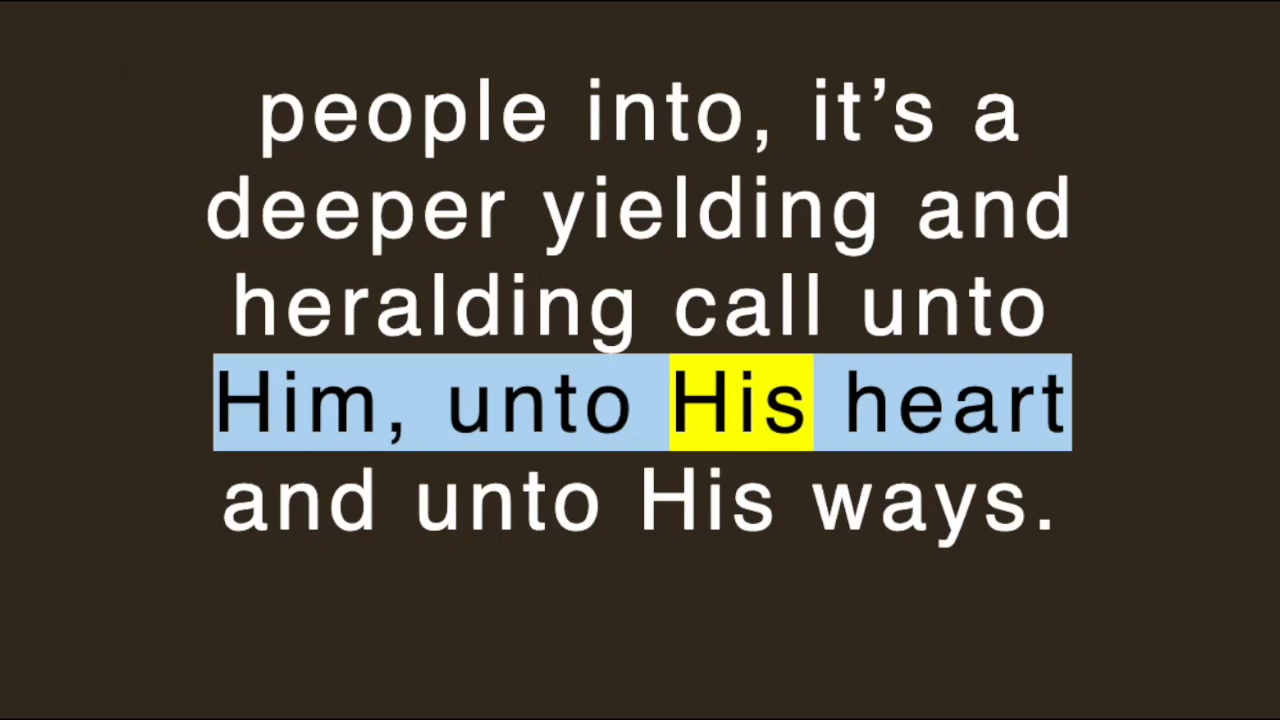 people into, it’s a
deeper yielding and
heralding call unto
Him, unto His heart
and unto His ways.